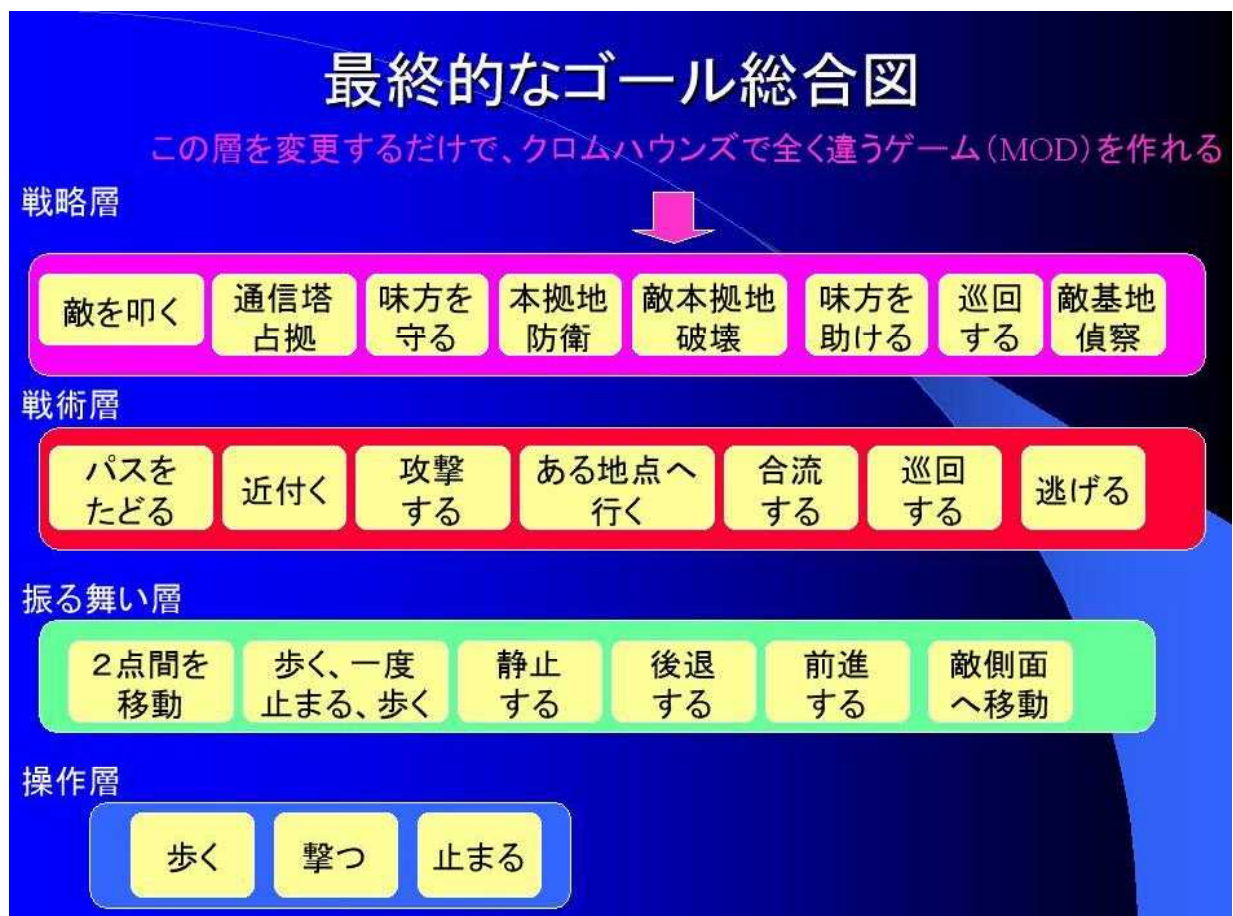 最終的なゴール総合図
この層を変更するだけで、クロムハウンズで全く違うゲーム(MOD)を作れる
戦略層
敵を叩く
通信塔
占拠
味方を
守る
本拠地
防衛
敵本拠地
破壊
味方を
助ける
巡回
する
敵基地
偵察
戦術層
パスを
たどる
近付く
攻撃
する
ある地点へ
行く
合流
する
巡回
する
逃げる
振る舞い層
2点間を
移動
歩く、一度
止まる、歩く
静止
する
後退
する
前進
する
敵側面
へ移動
操作層
歩く
撃つ
止まる